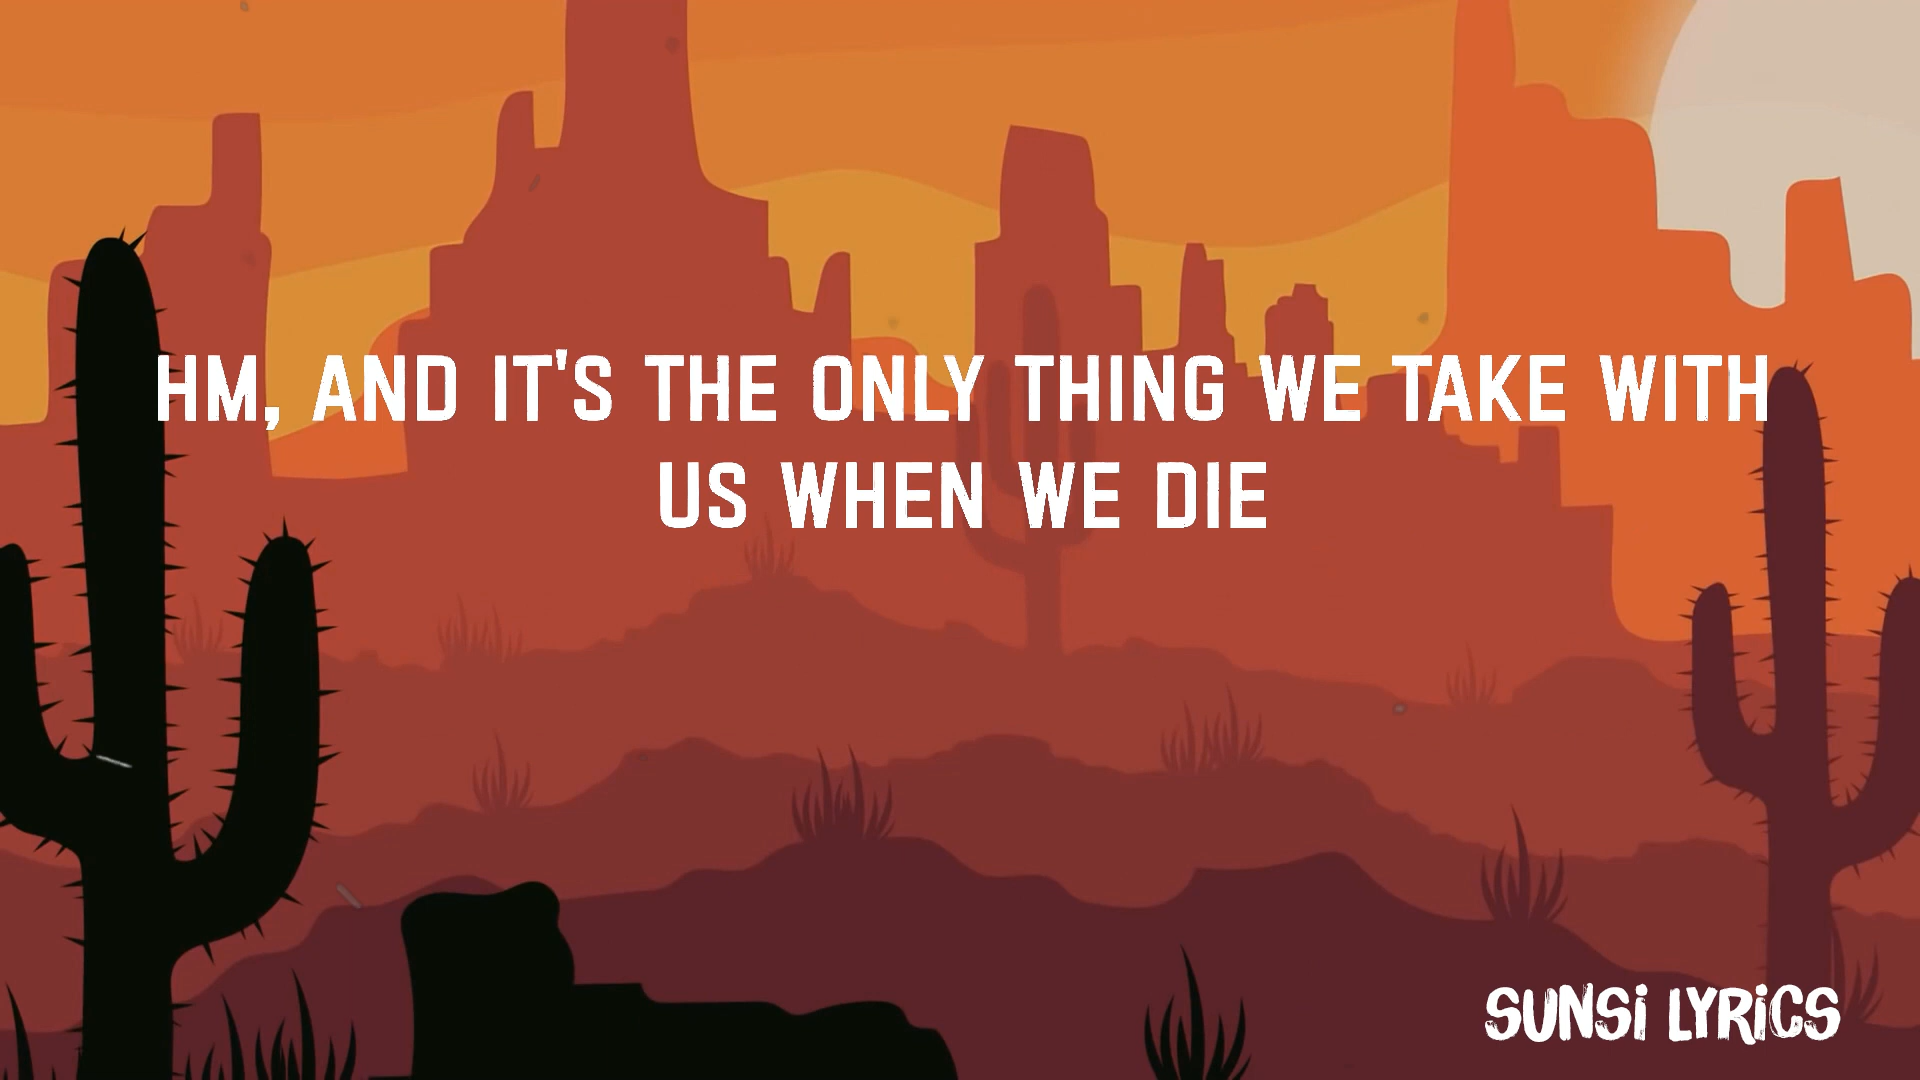 HM, AND IT'S THE ONLY THING WE TAKE WITH
US WHEN WE DIE
SUNSi LYRiCS